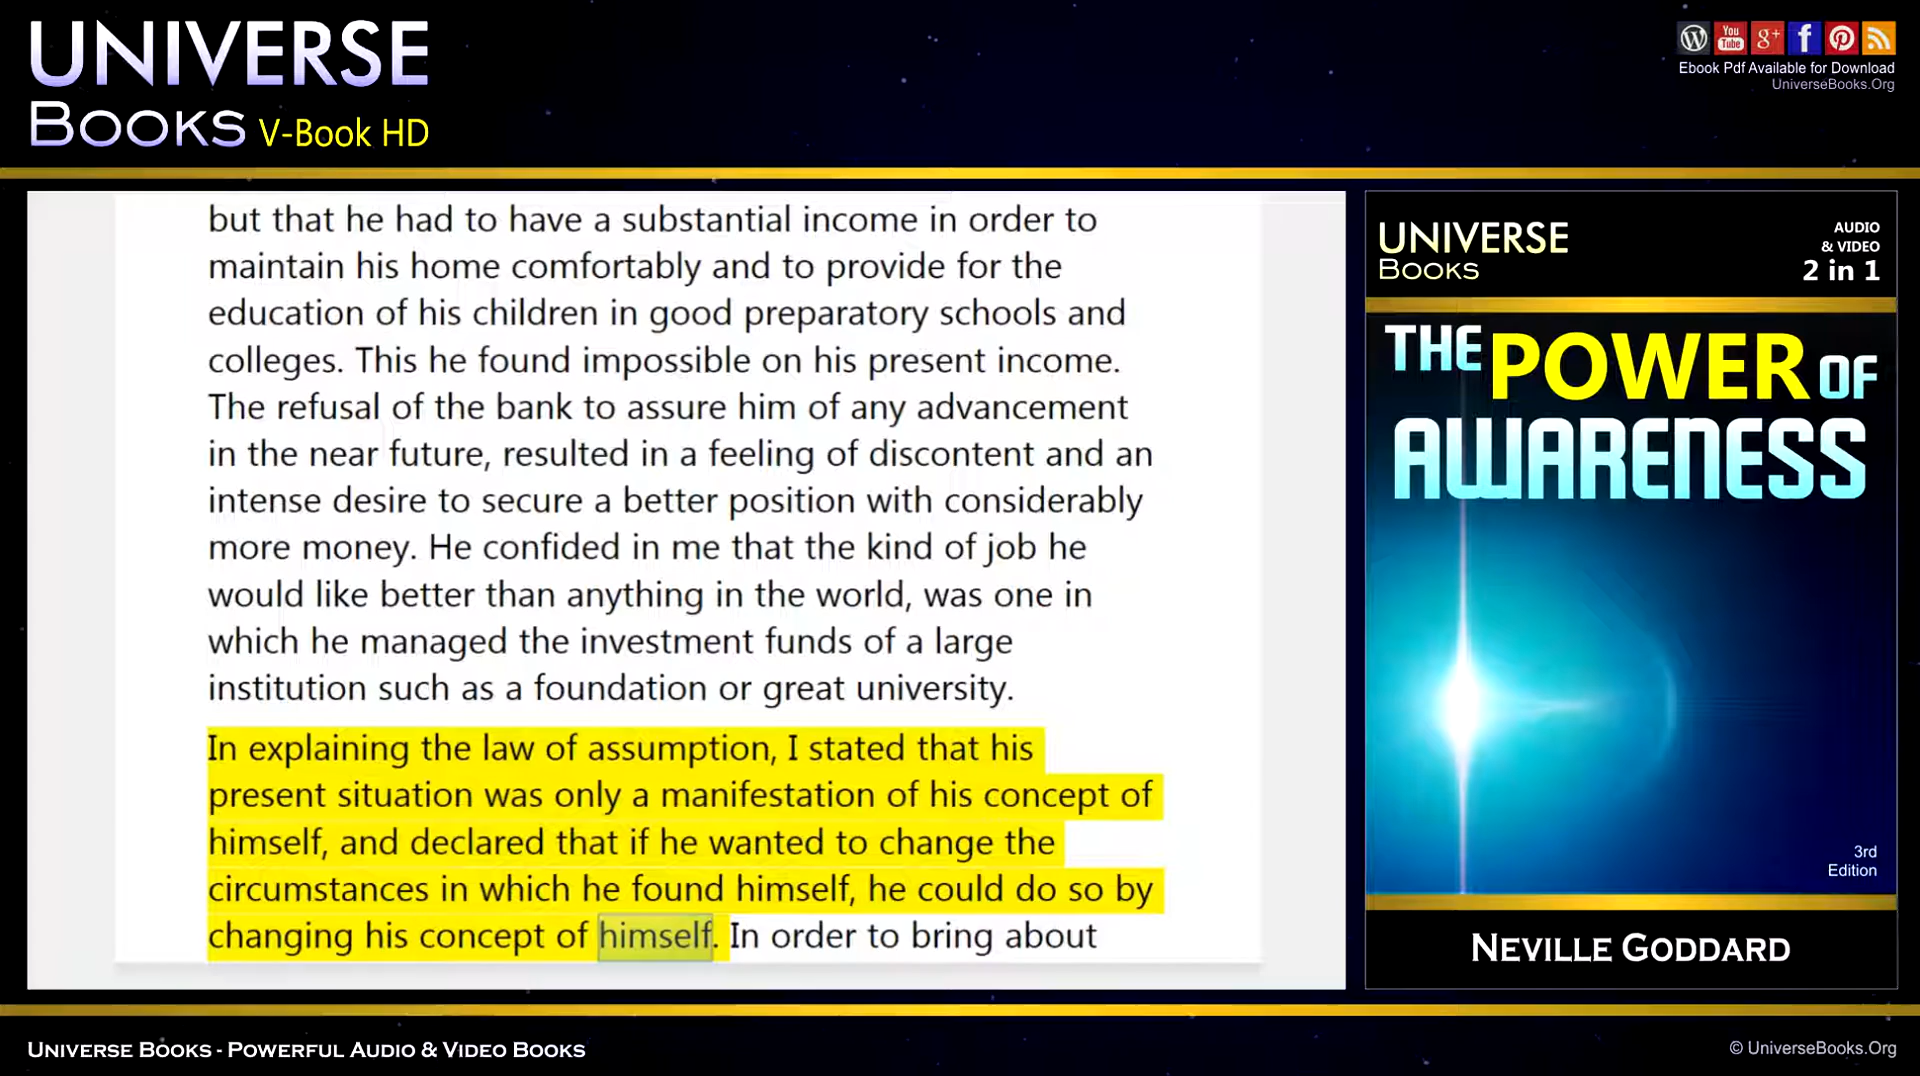 UNIVERSE
BOOKS V-Book HD
Ebook Pdf Available for Download
UniverseBooks.Org
but that he had to have a substantial income in order to
maintain his home comfortably and to provide for the
education of his children in good preparatory schools and
colleges. This he found impossible on his present income.
The refusal of the bank to assure him of any advancement
in the near future, resulted in a feeling of discontent and an
intense desire to secure a better position with considerably
more money. He confided in me that the kind of job he
would like better than anything in the world, was one in
which he managed the investment funds of a large
institution such as a foundation or great university.
In explaining the law of assumption, I stated that his
present situation was only a manifestation of his concept of
himself, and declared that if he wanted to change the
circumstances in which he found himself, he could do so by
changing his concept of himself. In order to bring about
UNIVERSE
BOOKS
AUDIO
& VIDEO
2 in 1
THE POWER OF
AWARENESS
3rd
Edition
NEVILLE GODDARD
UNIVERSE BOOKS - POWERFUL AUDIO & VIDEO BOOKS
© UniverseBooks.Org